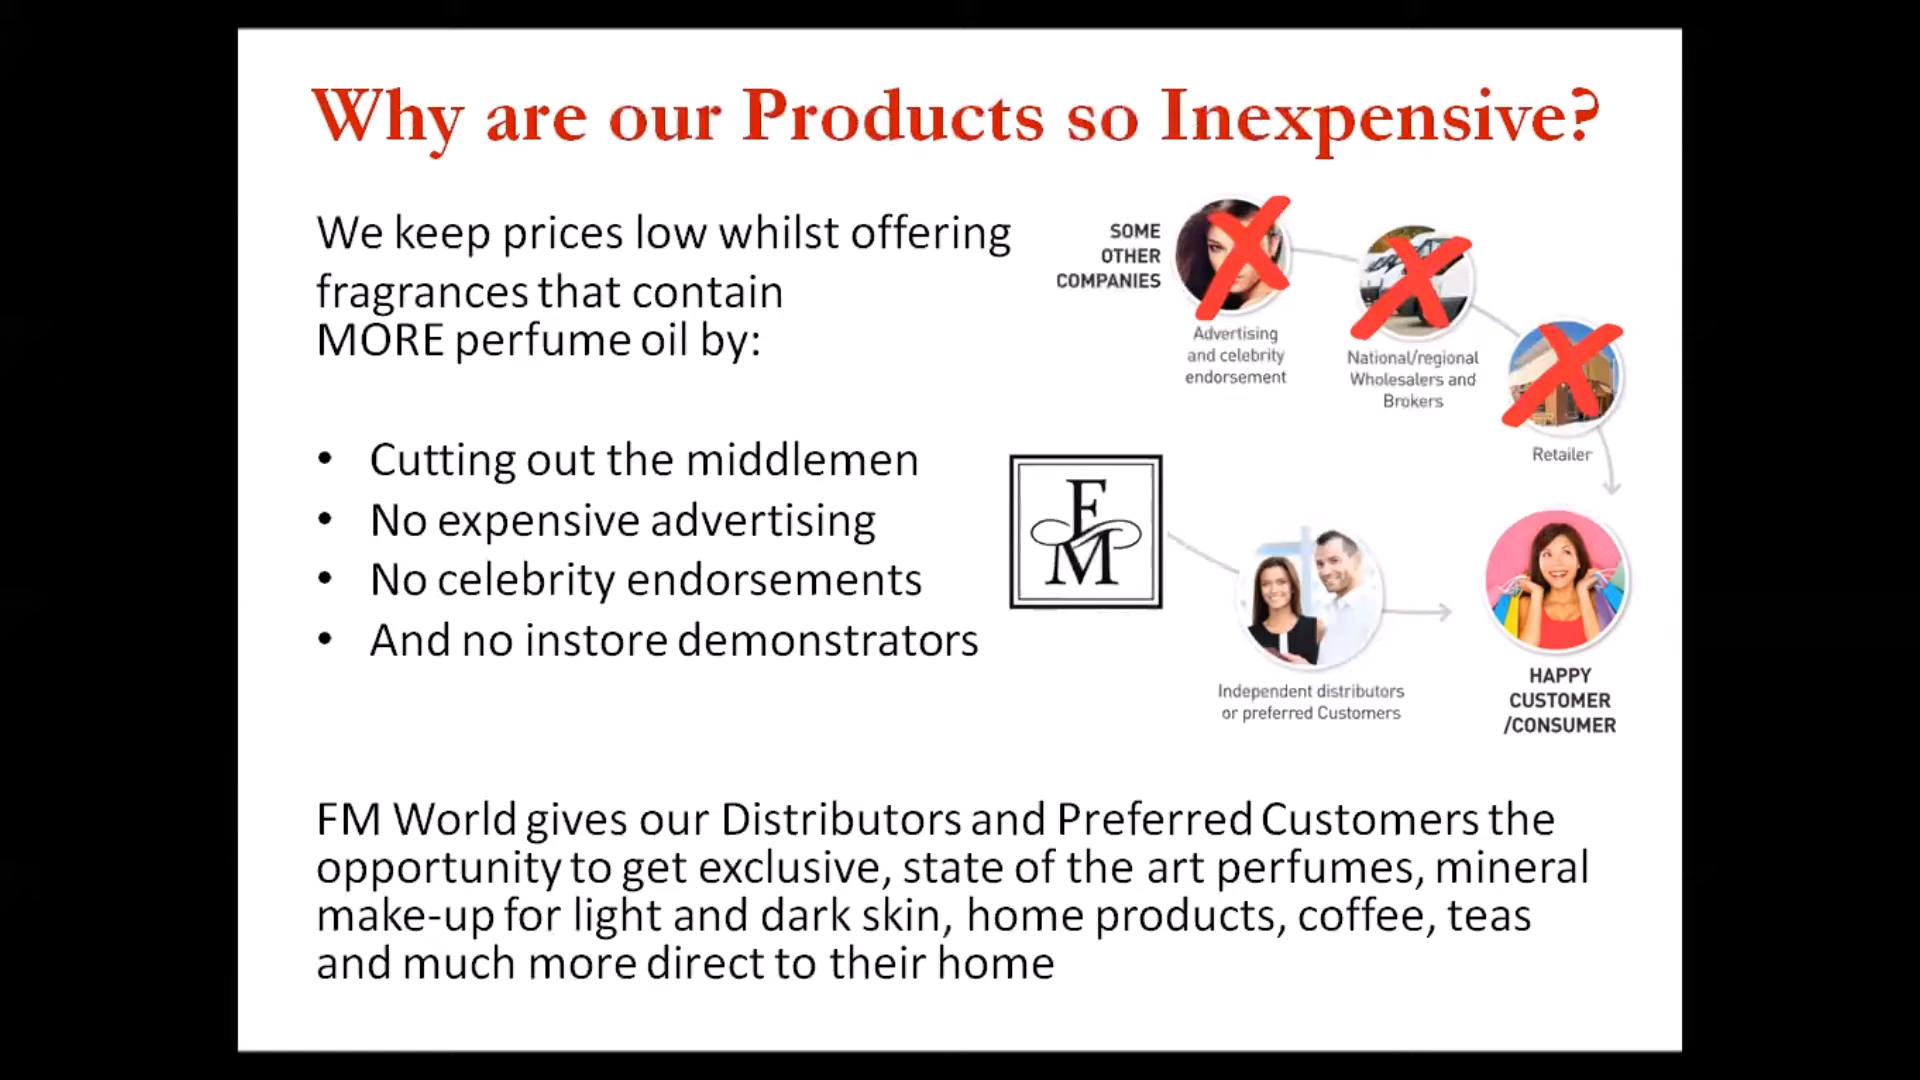 Why are our Products so Inexpensive?
We keep prices low whilst offering
fragrances that contain
MORE perfume oil by:
• Cutting out the middlemen
• No expensive advertising
• No celebrity endorsements
• And no instore demonstrators
SOME
OTHER
COMPANIES
Advertising
and celebrity
endorsement
National/regional
Wholesalers and
Brokers
Retailer
FM
Independent distributors
or preferred Customers
HAPPY
CUSTOMER
/CONSUMER
FM World gives our Distributors and Preferred Customers the
opportunity to get exclusive, state of the art perfumes, mineral
make-up for light and dark skin, home products, coffee, teas
and much more direct to their home